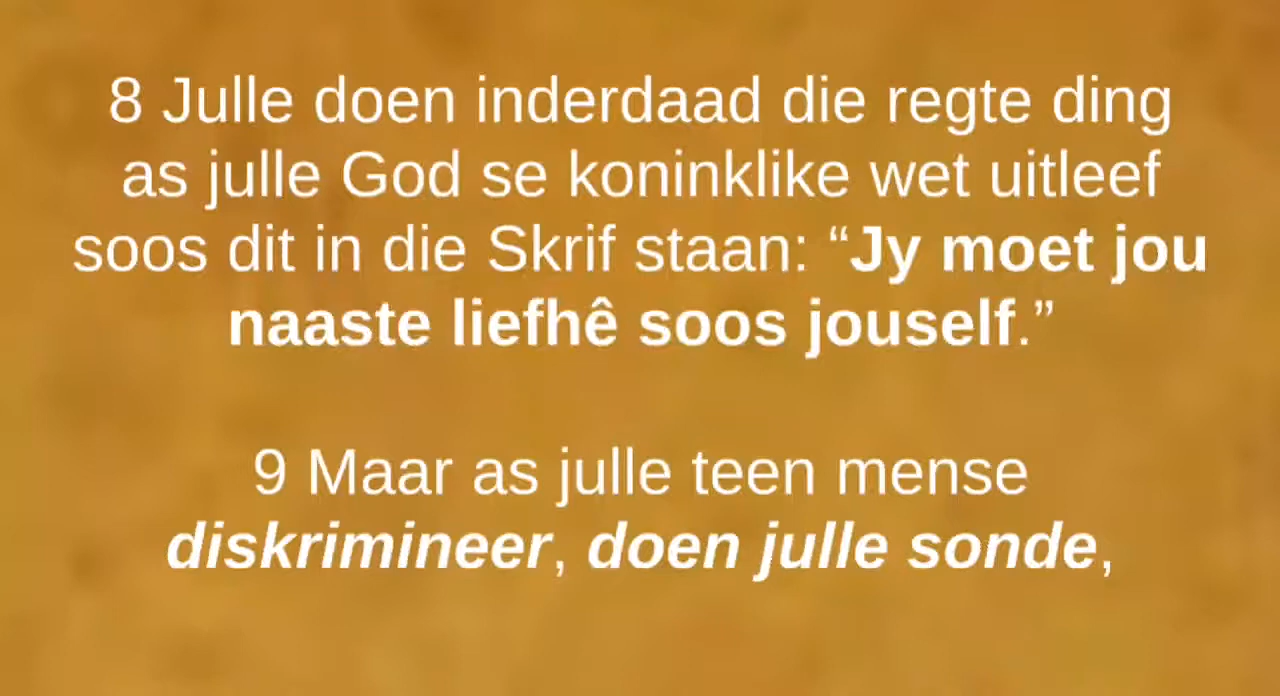 8 Julle doen inderdaad die regte ding
as julle God se koninklike wet uitleef
soos dit in die Skrif staan: “Jy moet jou
naaste liefhê soos jouself.”
9 Maar as julle teen mense
diskrimineer, doen julle sonde,